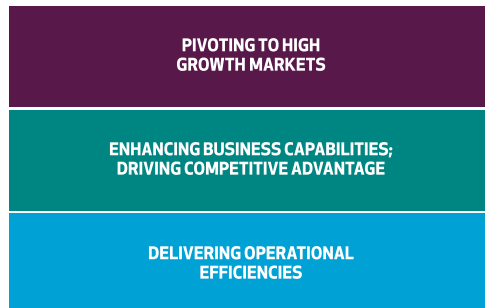 PIVOTING TO HIGH
GROWTH MARKETS
ENHANCING BUSINESS CAPABILITIES;
DRIVING COMPETITIVE ADVANTAGE
DELIVERING OPERATIONAL
EFFICIENCIES